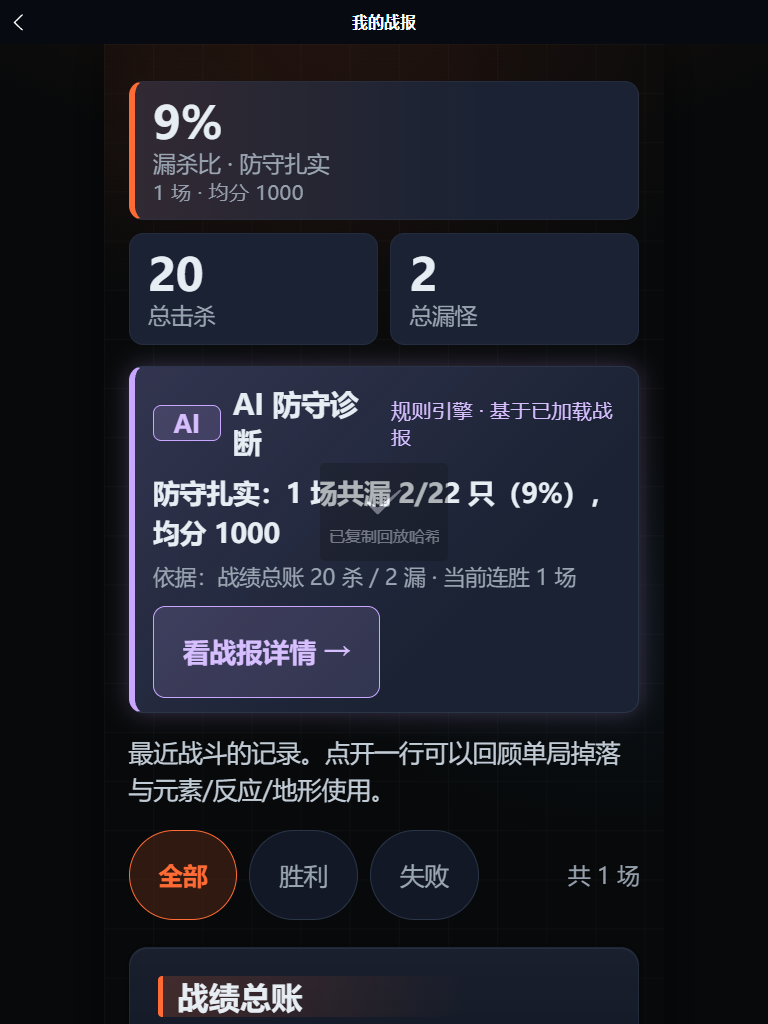 我的战报
9%
漏杀比 · 防守扎实
1 场 · 均分 1000
20
总击杀
2
总漏怪
AI
AI 防守诊断
规则引擎 · 基于已加载战报
防守扎实：1 场共漏 2/22 只（9%），
均分 1000
已复制回放哈希
依据：战绩总账 20 杀 / 2 漏 · 当前连胜 1 场
看战报详情 →
最近战斗的记录。点开一行可以回顾单局掉落
与元素/反应/地形使用。
全部
胜利
失败
共 1 场
战绩总账